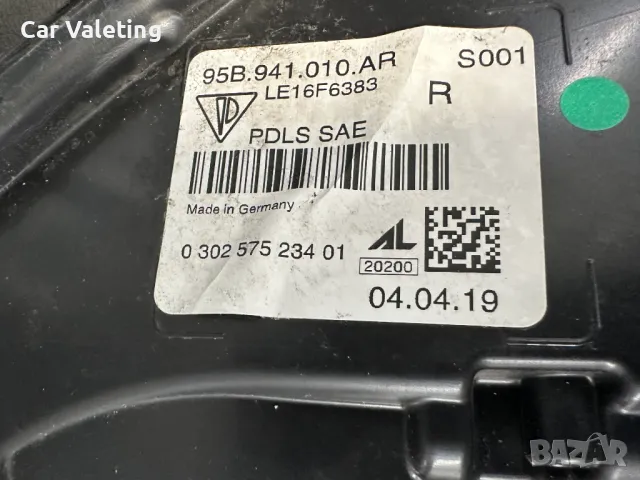 Car Valeting
95B.941.010.AR S001
LE16F6383
R
PDLS SAE
Made in Germany
0 302 575 234 01
AL
20200
04.04.19
BAZAR